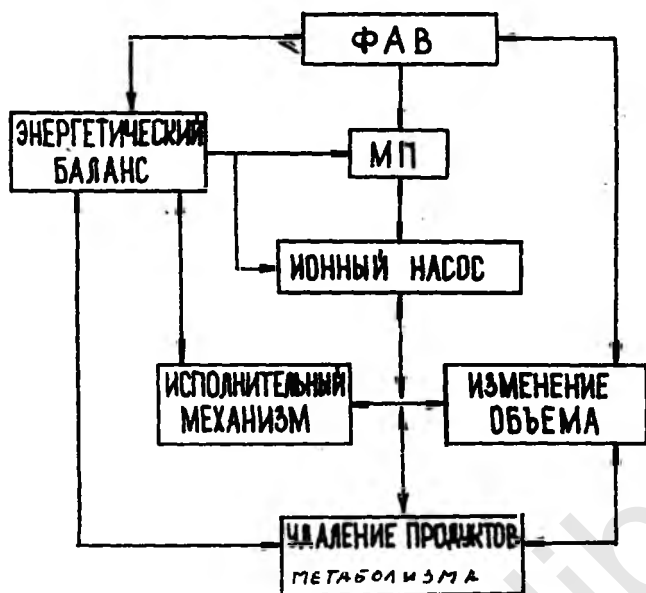 ФАВ
ЭНЕРГЕТИЧЕСКИЙ
БАЛАНС
МП
ИОННЫЙ НАСОС
ИСПОЛНИТЕЛЬНЫЙ
МЕХАНИЗМ
ИЗМЕНЕНИЕ
ОБЪЕМА
УДАЛЕНИЕ ПРОДУКТОВ
МЕТАБОЛИЗМА